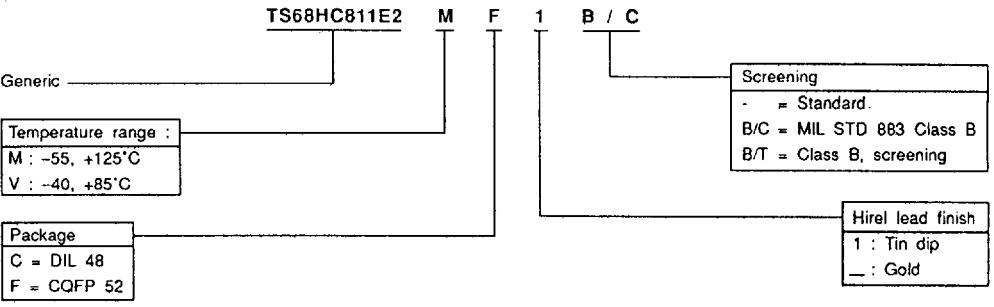 TS68HC811E2 M F 1 B / C
Generic
Screening
- = Standard.
B/C = MIL STD 883 Class B
B/T = Class B, screening
Temperature range :
M : -55, +125°C
V : -40, +85°C
Package
C = DIL 48
F = CQFP 52
Hirel lead finish
1 : Tin dip
_ : Gold